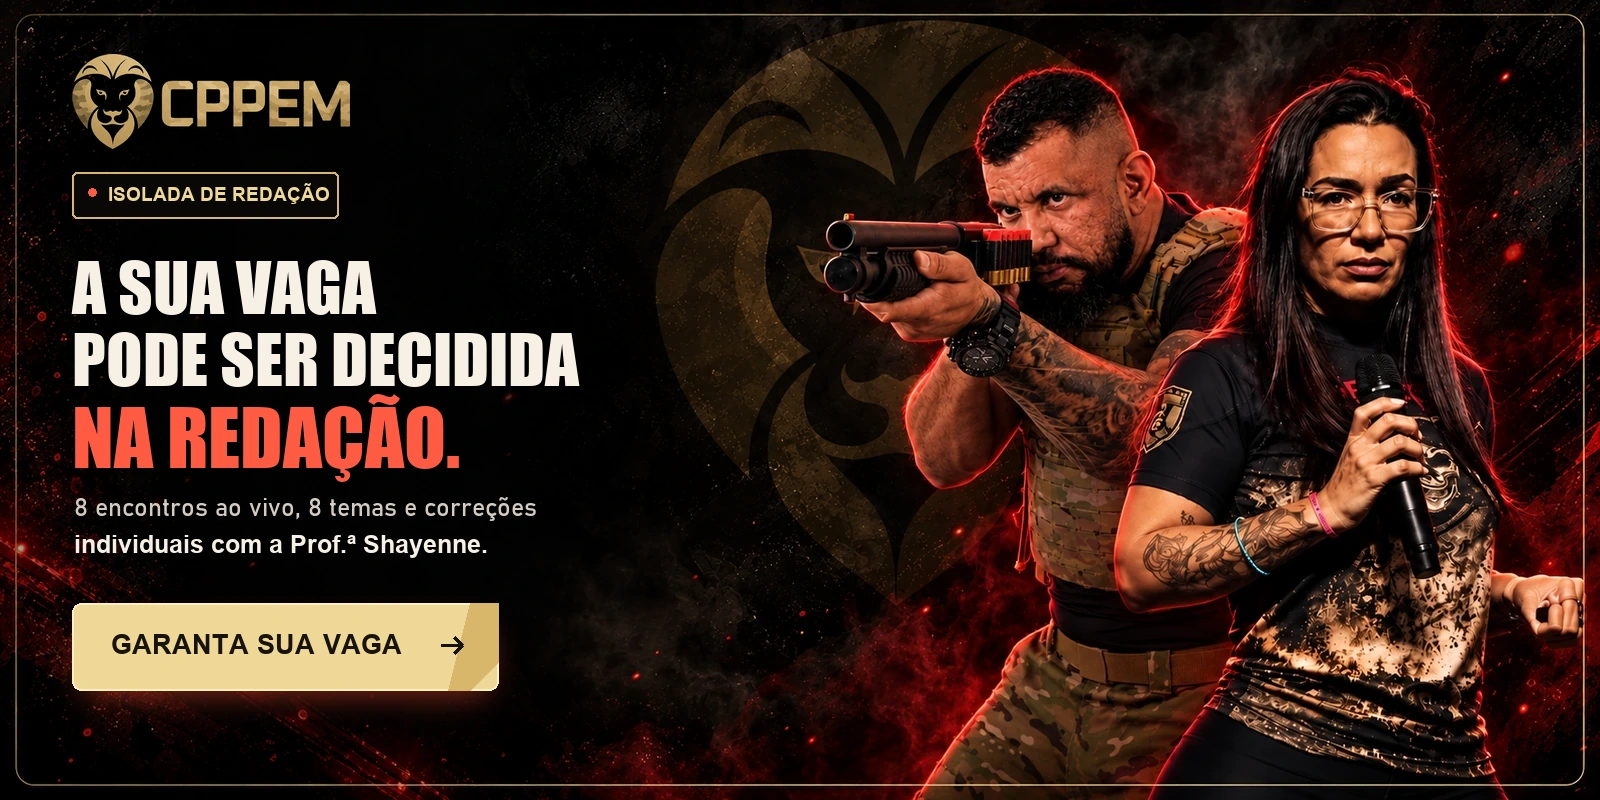 CPPEM
ISOLADA DE REDAÇÃO
A SUA VAGA
PODE SER DECIDIDA
NA REDAÇÃO.
8 encontros ao vivo, 8 temas e correções
individuais com a Prof.ª Shayenne.
GARANTA SUA VAGA →